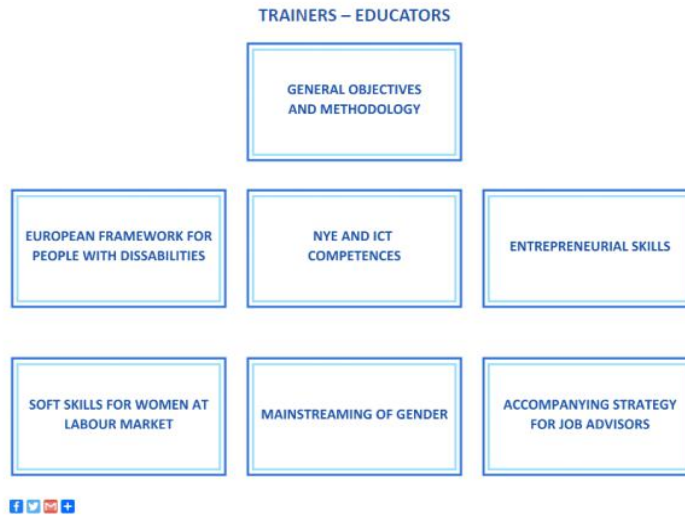 TRAINERS – EDUCATORS
GENERAL OBJECTIVES
AND METHODOLOGY
EUROPEAN FRAMEWORK FOR
PEOPLE WITH DISSABILITIES
NYE AND ICT
COMPETENCES
ENTREPRENEURIAL SKILLS
SOFT SKILLS FOR WOMEN AT
LABOUR MARKET
MAINSTREAMING OF GENDER
ACCOMPANYING STRATEGY
FOR JOB ADVISORS